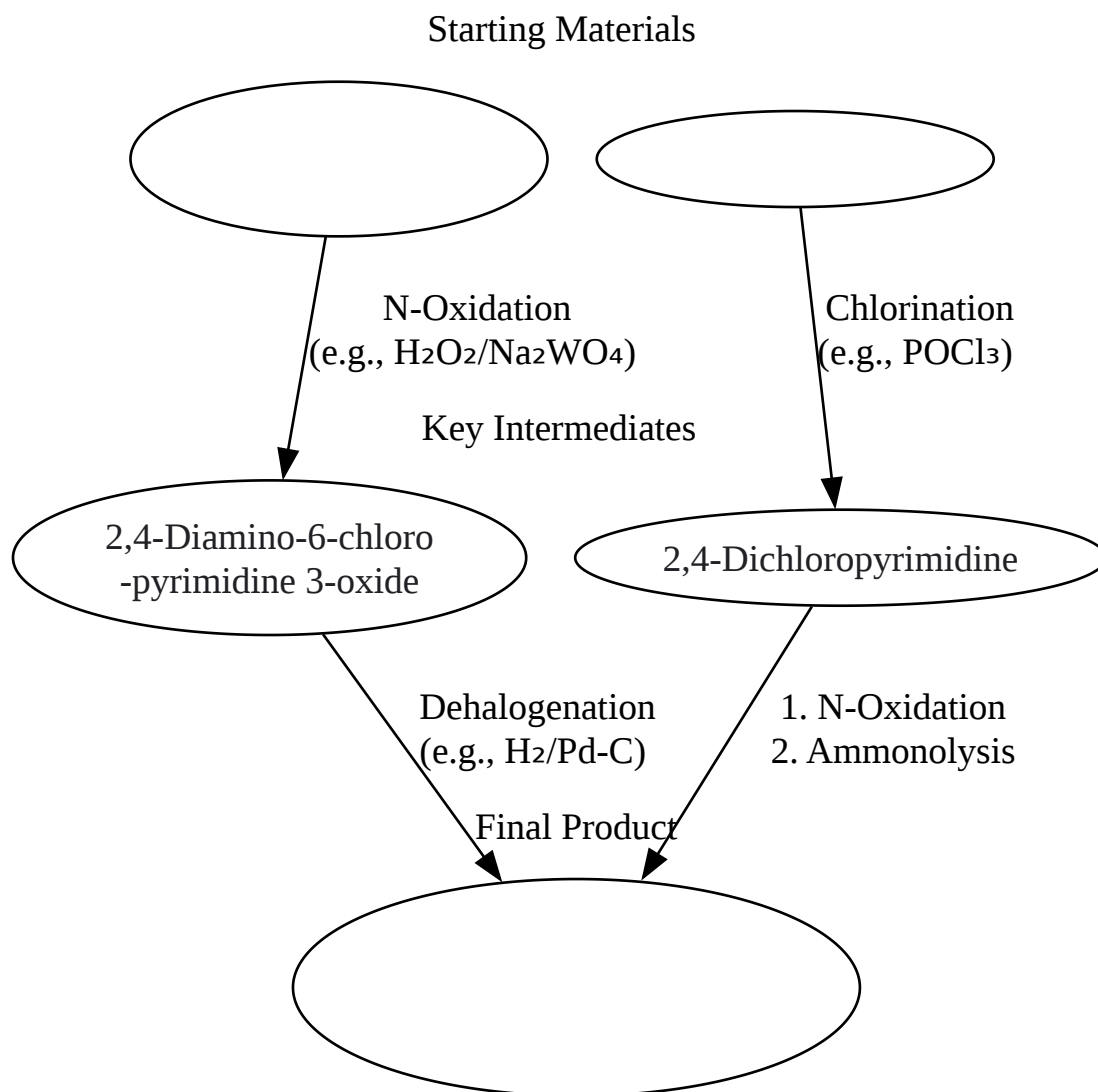 Starting Materials
N-Oxidation
(e.g., H₂O₂/Na₂WO₄)
Chlorination
(e.g., POCl₃)
Key Intermediates
2,4-Diamino-6-chloro
-pyrimidine 3-oxide
2,4-Dichloropyrimidine
Dehalogenation
(e.g., H₂/Pd-C)
1. N-Oxidation
2. Ammonolysis
Final Product